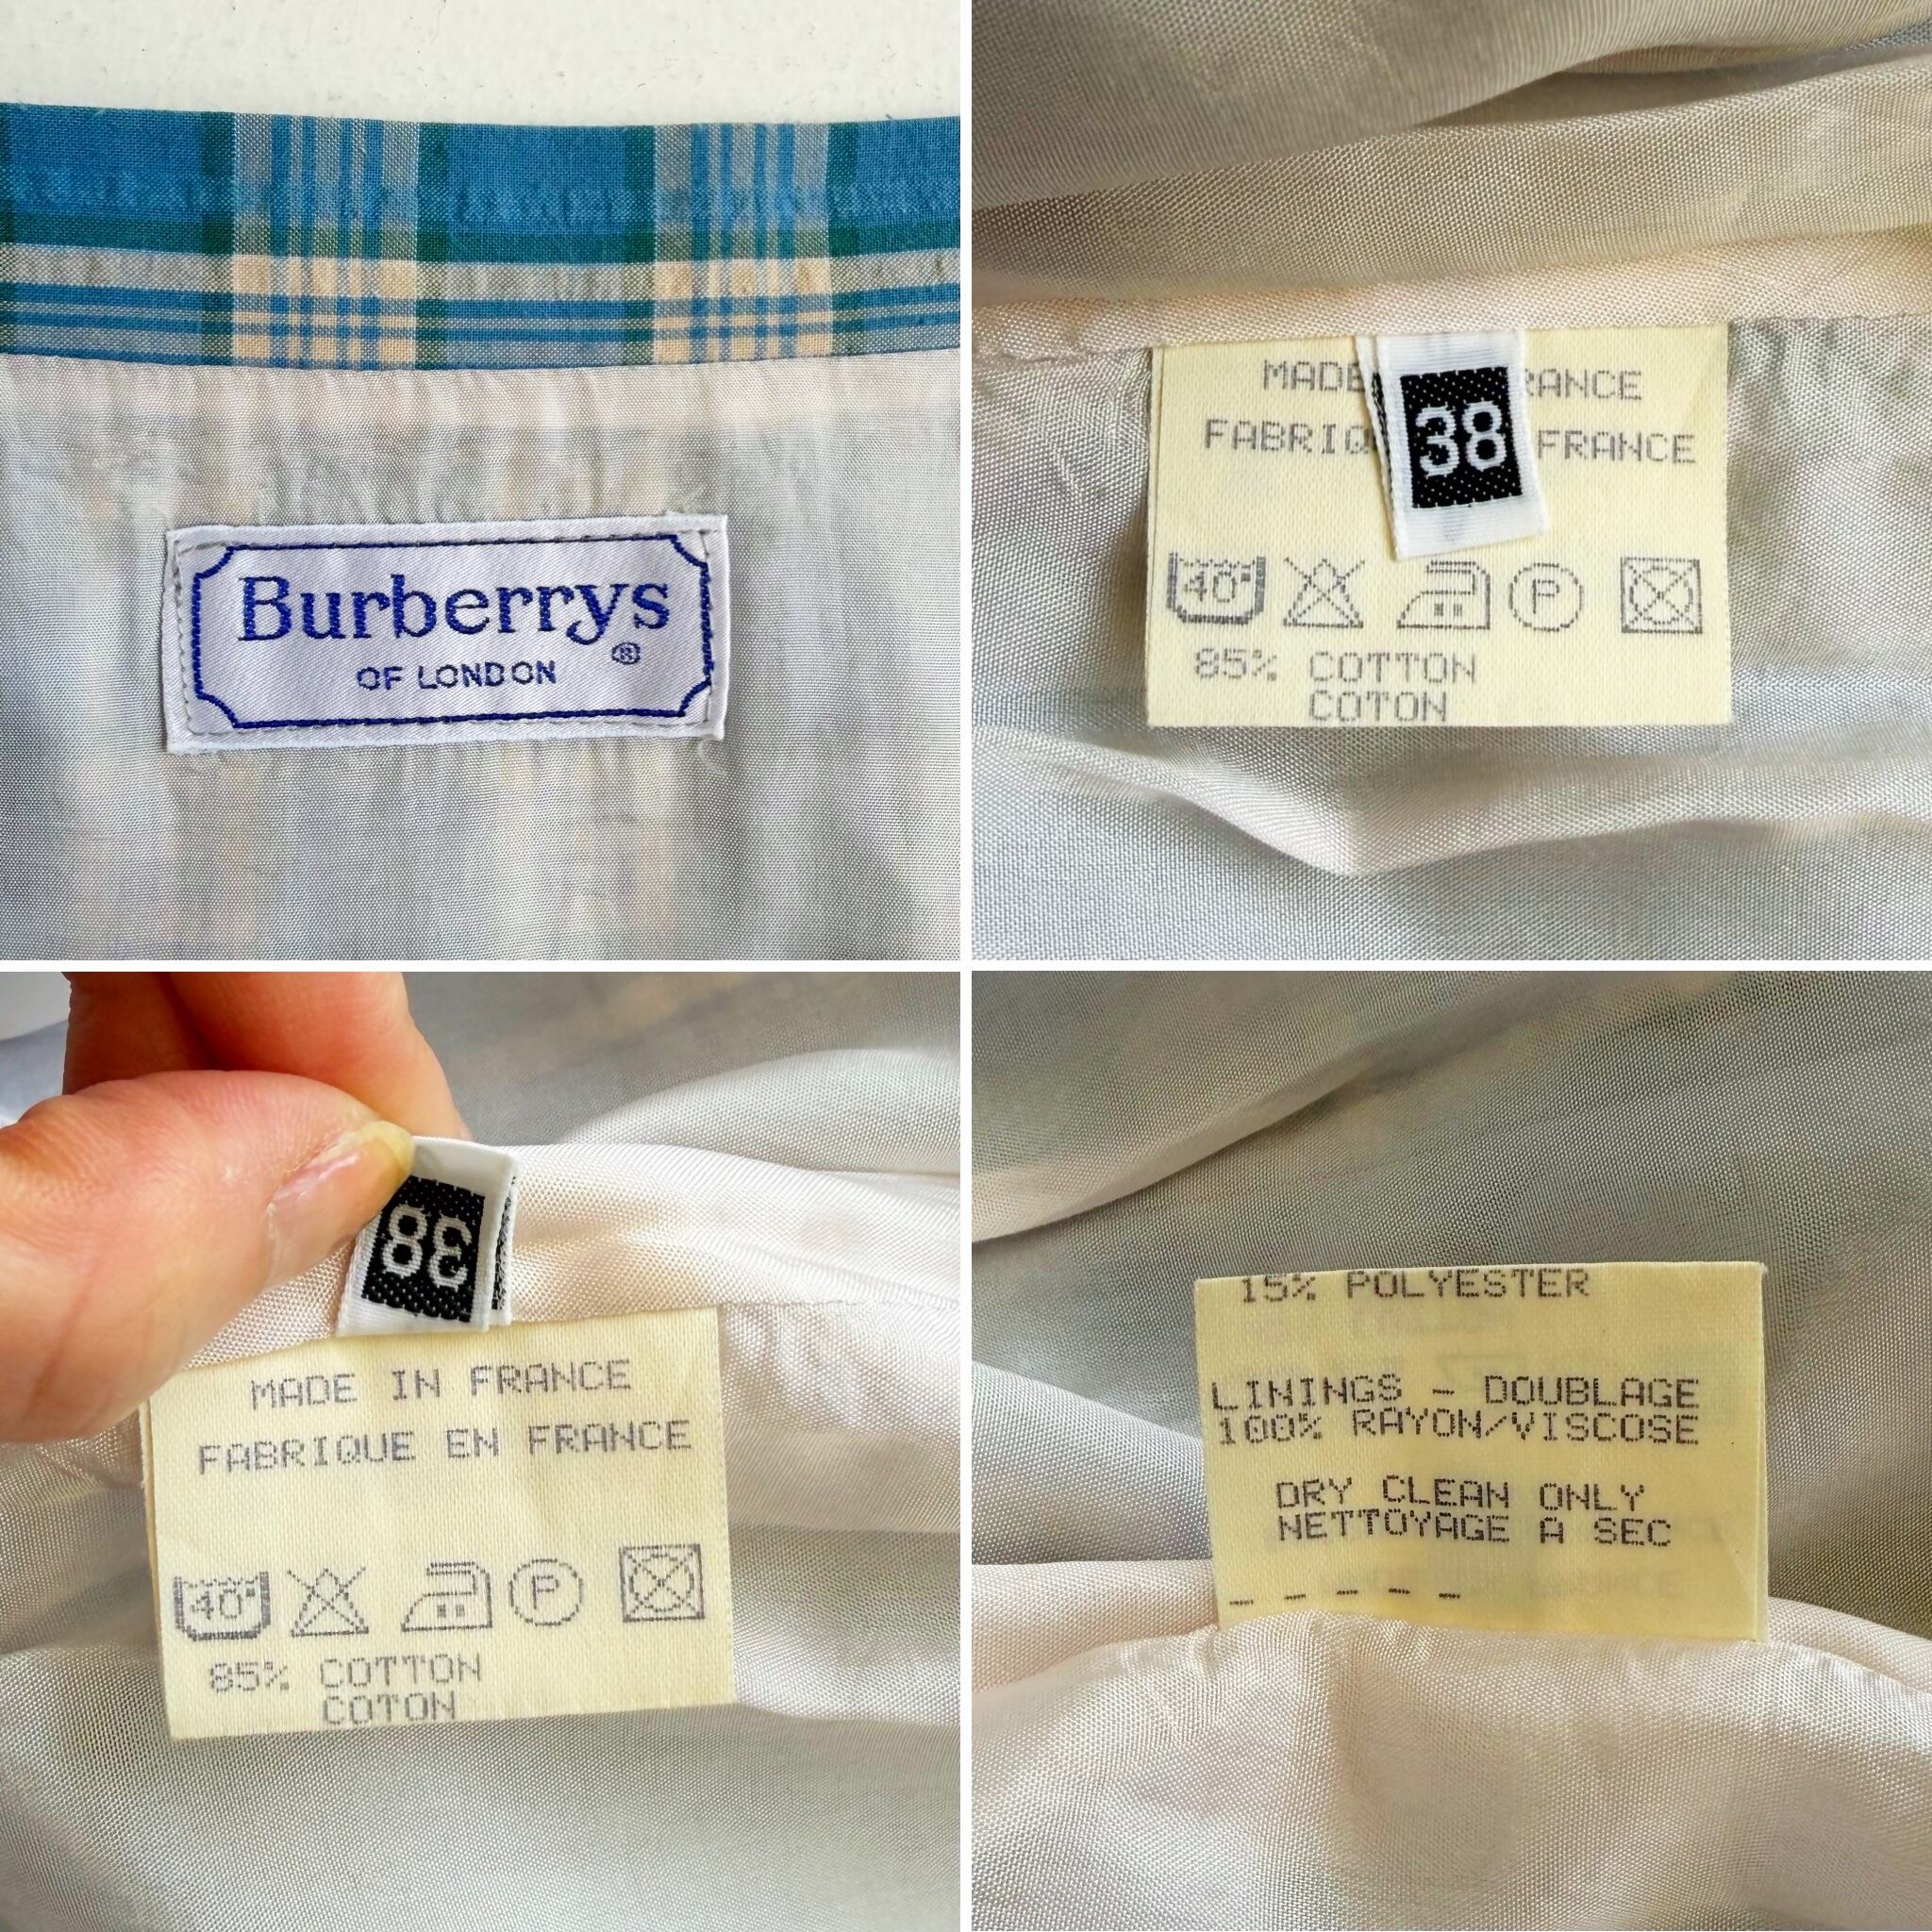 Burberrys
®
OF LONDON
MADE RANCE
FABRIQ FRANCE
38
40°
P
85% COTTON
COTON
38
MADE IN FRANCE
FABRIQUE EN FRANCE
40°
P
85% COTTON
COTON
15% POLYESTER
LININGS - DOUBLAGE
100% RAYON/VISCOSE
DRY CLEAN ONLY
NETTOYAGE A SEC